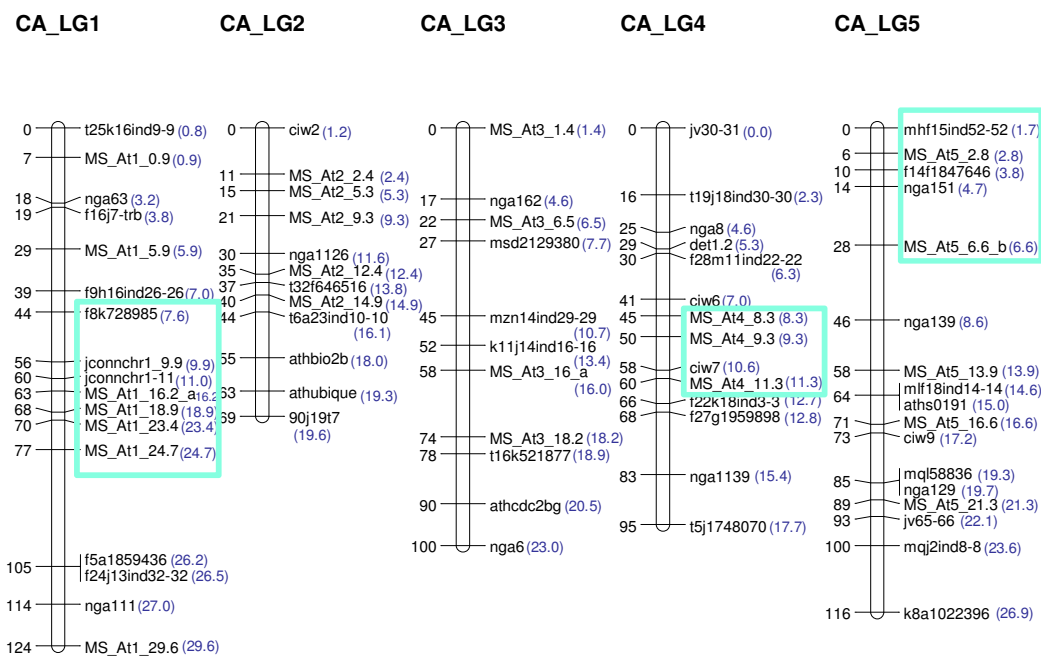 CA_LG1
0 t25k16ind9-9 (0.8)
7 MS_At1_0.9 (0.9)
18 nga63 (3.2)
19 f16j7-trb (3.8)
29 MS_At1_5.9 (5.9)
39 f9h16ind26-26 (7.0)
44 f8k728985 (7.6)
56 jconnchr1_9.9 (9.9)
60 jconnchr1-11 (11.0)
63 MS_At1_16.2_a 16.2
68 MS_At1_18.9 (18.9)
70 MS_At1_23.4 (23.4)
77 MS_At1_24.7 (24.7)
105 f5a1859436 (26.2)
f24j13ind32-32 (26.5)
114 nga111 (27.0)
124 MS_At1_29.6 (29.6)
CA_LG2
0 ciw2 (1.2)
11 MS_At2_2.4 (2.4)
15 MS_At2_5.3 (5.3)
21 MS_At2_9.3 (9.3)
30 nga1126 (11.6)
35 MS_At2_12.4 (12.4)
37 t32f646516 (13.8)
40 MS_At2_14.9 (14.9)
44 t6a23ind10-10
(16.1)
55 athbio2b (18.0)
63 athubique (19.3)
69 90j19t7
(19.6)
CA_LG3
0 MS_At3_1.4 (1.4)
17 nga162 (4.6)
22 MS_At3_6.5 (6.5)
27 msd2129380 (7.7)
45 mzn14ind29-29
(10.7)
52 k11j14ind16-16
(13.4)
58 MS_At3_16_a
(16.0)
74 MS_At3_18.2 (18.2)
78 t16k521877 (18.9)
90 athcdc2bg (20.5)
100 nga6 (23.0)
CA_LG4
0 jv30-31 (0.0)
16 t19j18ind30-30 (2.3)
25 nga8 (4.6)
29 det1.2 (5.3)
30 f28m11ind22-22
(6.3)
41 ciw6 (7.0)
45 MS_At4_8.3 (8.3)
50 MS_At4_9.3 (9.3)
58 ciw7 (10.6)
60 MS_At4_11.3 (11.3)
66 f22k18ind3-3 (12.7)
68 f27g1959898 (12.8)
83 nga1139 (15.4)
95 t5j1748070 (17.7)
CA_LG5
0 mhf15ind52-52 (1.7)
6 MS_At5_2.8 (2.8)
10 f14f1847646 (3.8)
14 nga151 (4.7)
28 MS_At5_6.6_b (6.6)
46 nga139 (8.6)
58 MS_At5_13.9 (13.9)
64 mlf18ind14-14 (14.6)
aths0191 (15.0)
71 MS_At5_16.6 (16.6)
73 ciw9 (17.2)
85 mql58836 (19.3)
nga129 (19.7)
89 MS_At5_21.3 (21.3)
93 jv65-66 (22.1)
100 mqj2ind8-8 (23.6)
116 k8a1022396 (26.9)